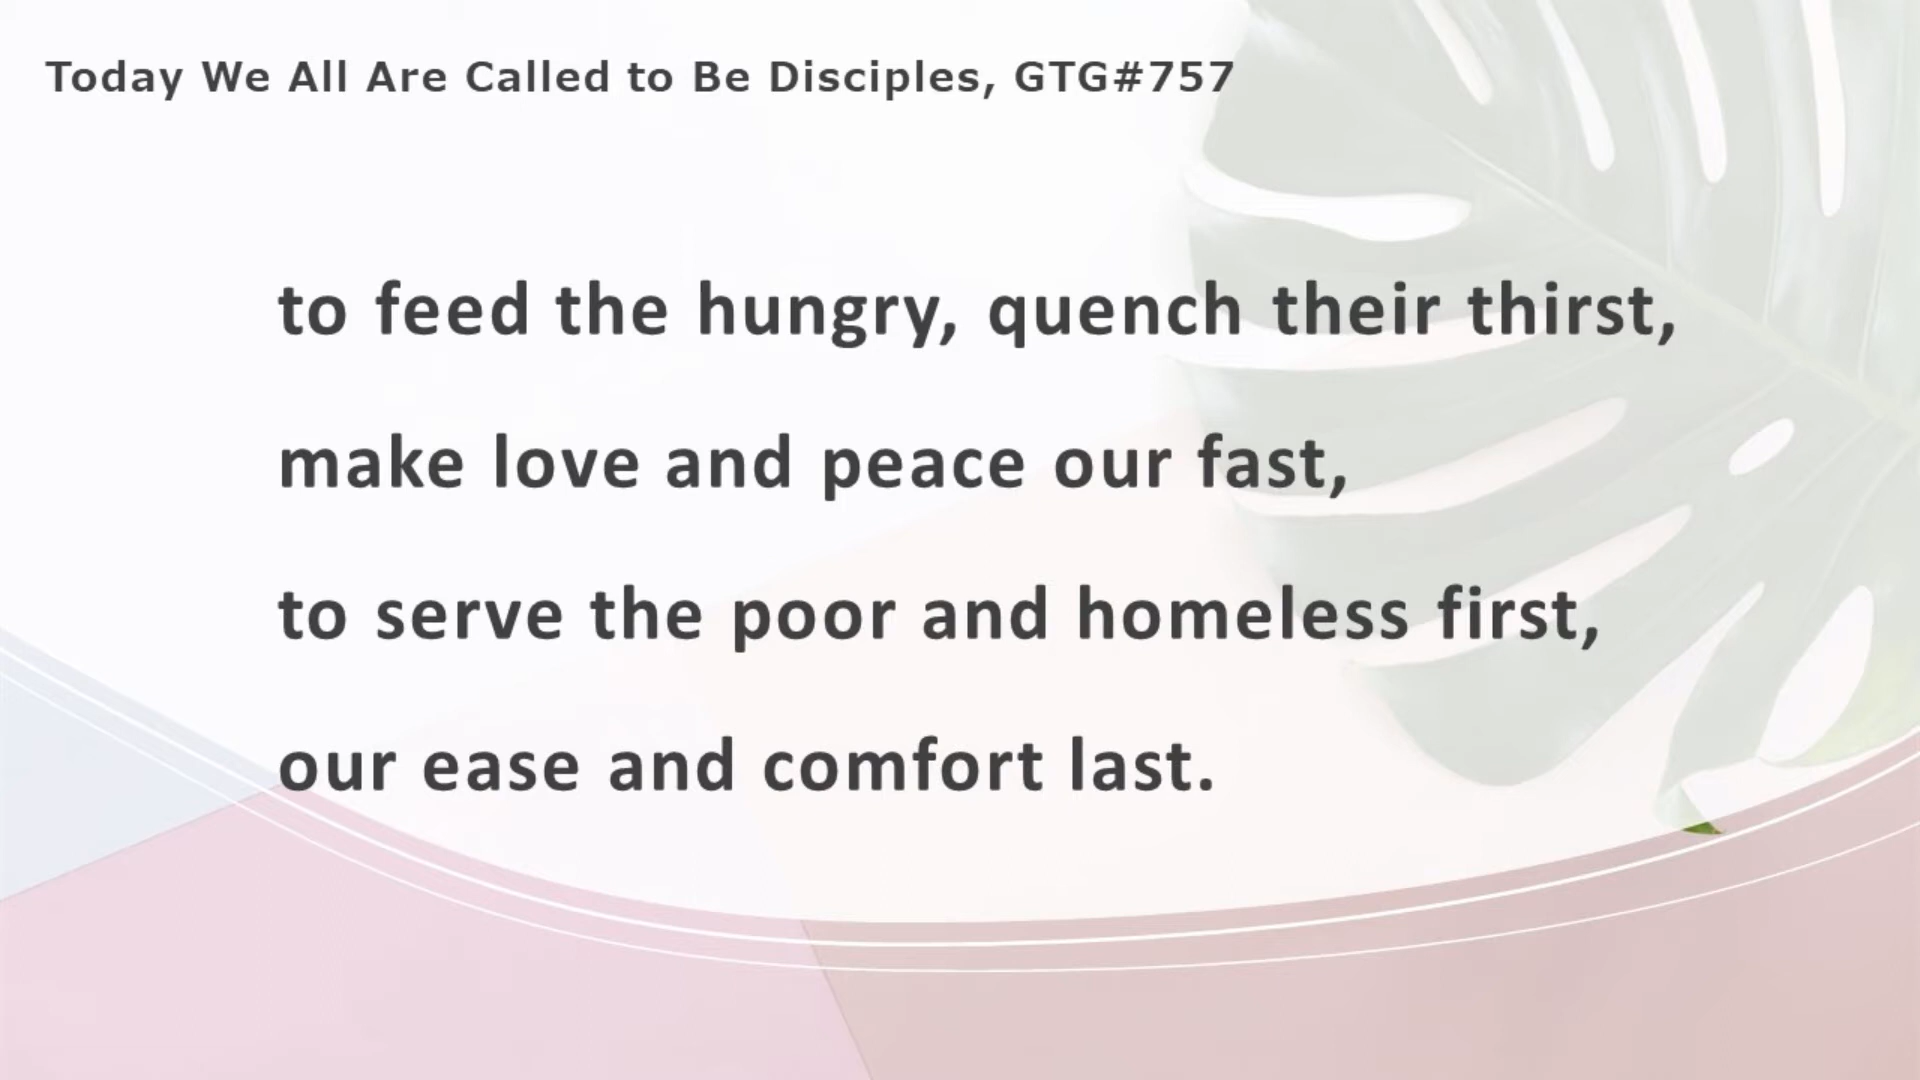 Today We All Are Called to Be Disciples, GTG#757
to feed the hungry, quench their thirst,
make love and peace our fast,
to serve the poor and homeless first,
our ease and comfort last.